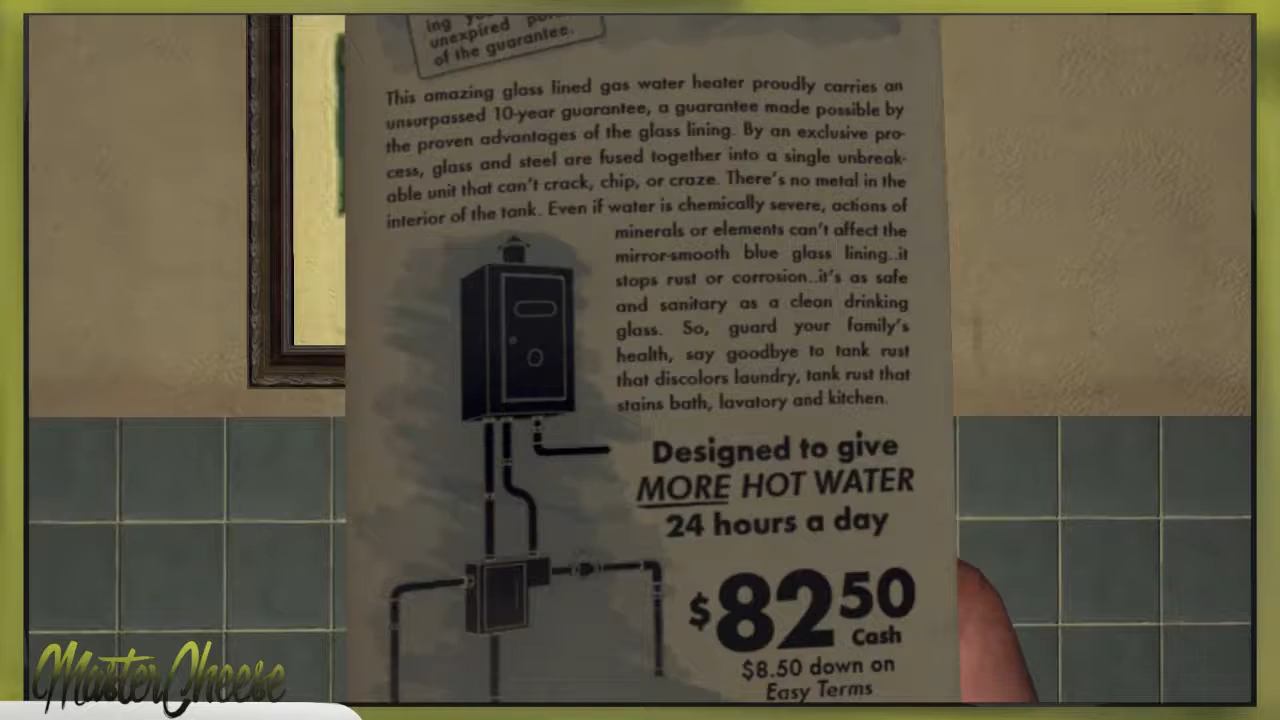 ing
unexpired
of the guarantee.
This amazing glass lined gas water heater proudly carries an
unsurpassed 10-year guarantee, a guarantee made possible by
the proven advantages of the glass lining. By an exclusive pro-
cess, glass and steel are fused together into a single unbreak-
able unit that can't crack, chip, or craze. There's no metal in the
interior of the tank. Even if water is chemically severe, actions of
minerals or elements can't affect the
mirror-smooth blue glass lining..it
stops rust or corrosion..it's as safe
and sanitary as a clean drinking
glass. So, guard your family's
health, say goodbye to tank rust
that discolors laundry, tank rust that
stains bath, lavatory and kitchen.
Designed to give
MORE HOT WATER
24 hours a day
$8250
Cash
$8.50 down on
Easy Terms
MasterCheese